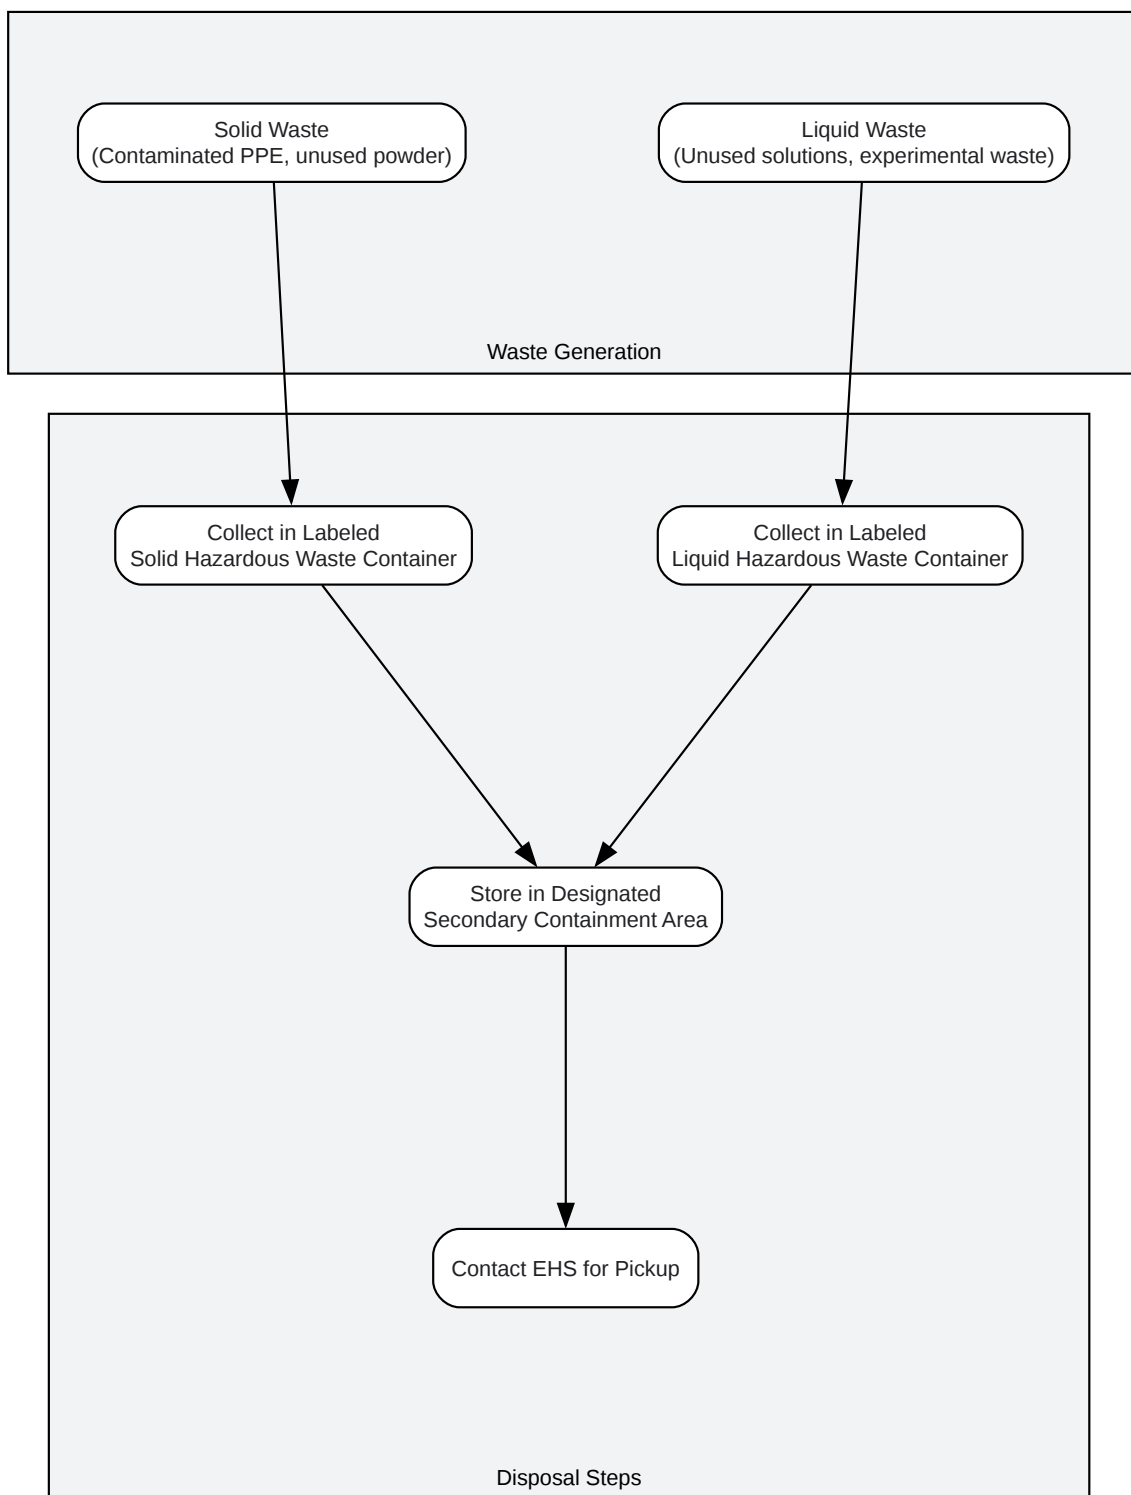 Solid Waste
(Contaminated PPE, unused powder)
Liquid Waste
(Unused solutions, experimental waste)
Waste Generation
Collect in Labeled
Solid Hazardous Waste Container
Collect in Labeled
Liquid Hazardous Waste Container
Store in Designated
Secondary Containment Area
Contact EHS for Pickup
Disposal Steps